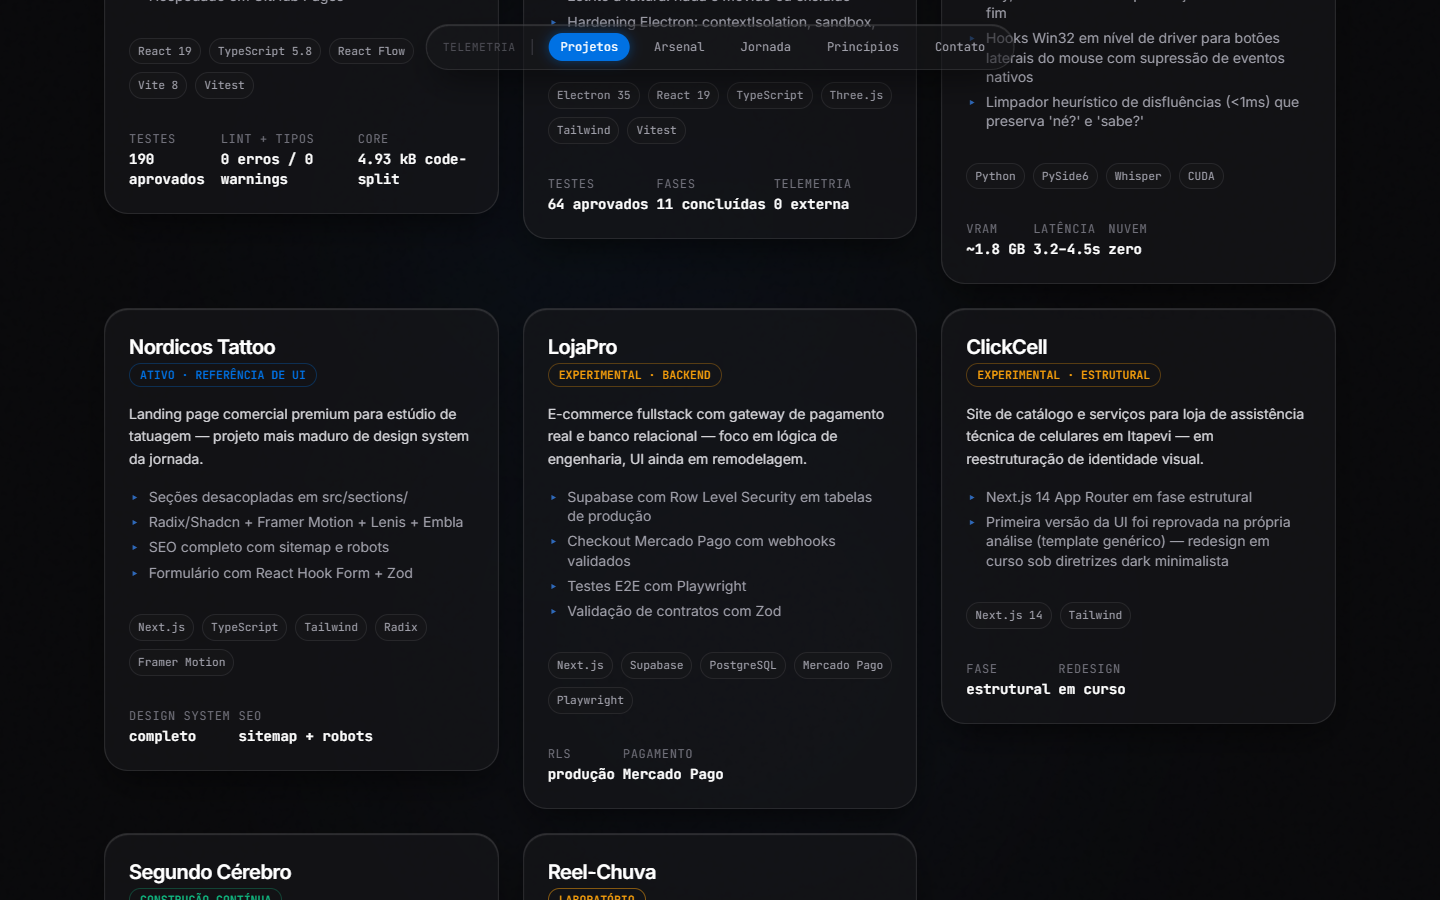 TELEMETRIA
Projetos
Arsenal
Jornada
Princípios
Contato
React 19
TypeScript 5.8
React Flow
Vite 8
Vitest
TESTES
LINT + TIPOS
CORE
190 aprovados
0 erros / 0 warnings
4.93 kB code-split
Hardening Electron: contextIsolation, sandbox,
Electron 35
React 19
TypeScript
Three.js
Tailwind
Vitest
TESTES
FASES
TELEMETRIA
64 aprovados
11 concluídas
0 externa
fim
Hooks Win32 em nível de driver para botões
laterais do mouse com supressão de eventos
nativos
Limpador heurístico de disfluências (<1ms) que
preserva 'né?' e 'sabe?'
Python
PySide6
Whisper
CUDA
VRAM
LATÊNCIA
NUVEM
~1.8 GB
3.2–4.5s
zero
Nordicos Tattoo
ATIVO · REFERÊNCIA DE UI
Landing page comercial premium para estúdio de
tatuagem — projeto mais maduro de design system
da jornada.
Seções desacopladas em src/sections/
Radix/Shadcn + Framer Motion + Lenis + Embla
SEO completo com sitemap e robots
Formulário com React Hook Form + Zod
Next.js
TypeScript
Tailwind
Radix
Framer Motion
DESIGN SYSTEM
SEO
completo
sitemap + robots
LojaPro
EXPERIMENTAL · BACKEND
E-commerce fullstack com gateway de pagamento
real e banco relacional — foco em lógica de
engenharia, UI ainda em remodelagem.
Supabase com Row Level Security em tabelas
de produção
Checkout Mercado Pago com webhooks
validados
Testes E2E com Playwright
Validação de contratos com Zod
Next.js
Supabase
PostgreSQL
Mercado Pago
Playwright
RLS
PAGAMENTO
produção
Mercado Pago
ClickCell
EXPERIMENTAL · ESTRUTURAL
Site de catálogo e serviços para loja de assistência
técnica de celulares em Itapevi — em
reestruturação de identidade visual.
Next.js 14 App Router em fase estrutural
Primeira versão da UI foi reprovada na própria
análise (template genérico) — redesign em
curso sob diretrizes dark minimalista
Next.js 14
Tailwind
FASE
REDESIGN
estrutural
em curso
Segundo Cérebro
CONSTRUÇÃO CONTÍNUA
Reel-Chuva
LABORATÓRIO